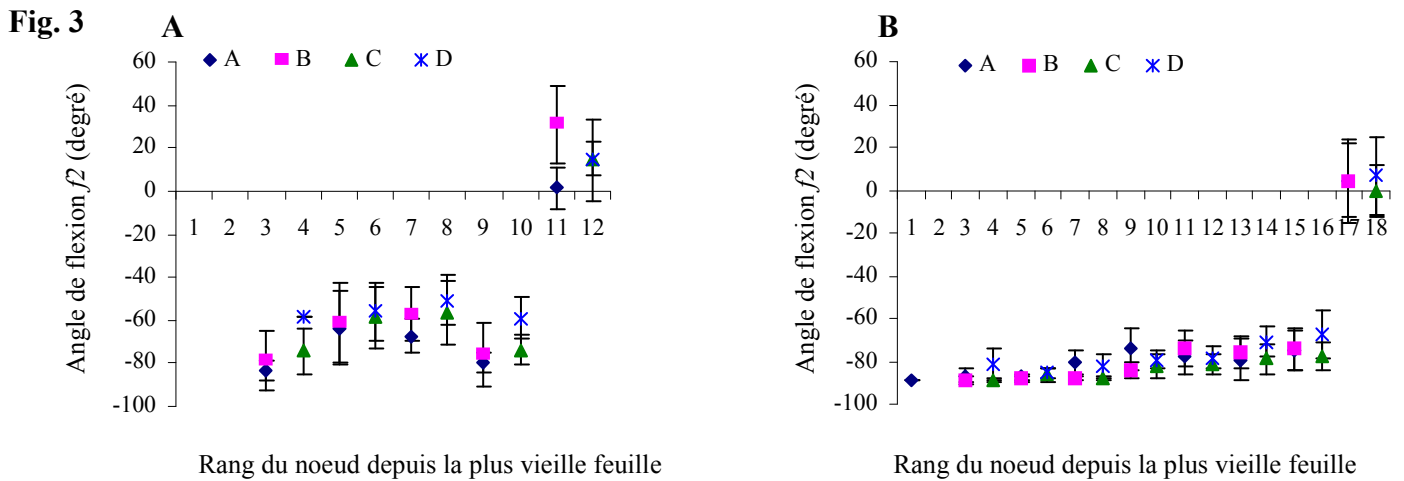 Fig. 3
A
A B C D
Angle de flexion f2 (degré)
60
40
20
0
-20
-40
-60
-80
-100
1 2 3 4 5 6 7 8 9 10 11 12
Rang du noeud depuis la plus vieille feuille
B
A B C D
Angle de flexion f2 (degré)
60
40
20
0
-20
-40
-60
-80
-100
1 2 3 4 5 6 7 8 9 10 11 12 13 14 15 16 17 18
Rang du noeud depuis la plus vieille feuille